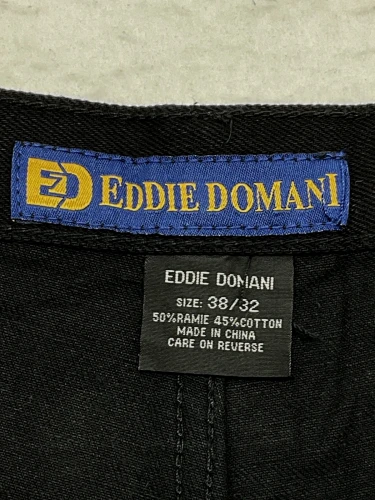 ED EDDIE DOMANI
EDDIE DOMANI
SIZE: 38/32
50%RAMIE 45%COTTON
MADE IN CHINA
CARE ON REVERSE